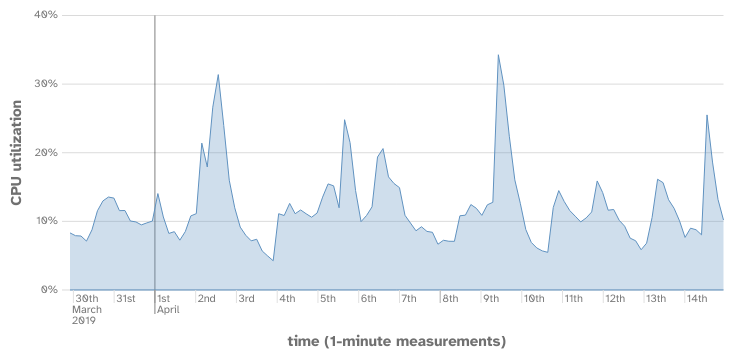 40%
30%
20%
10%
0%
CPU utilization
30th 31st 1st 2nd 3rd 4th 5th 6th 7th 8th 9th 10th 11th 12th 13th 14th
March April
2019
time (1-minute measurements)